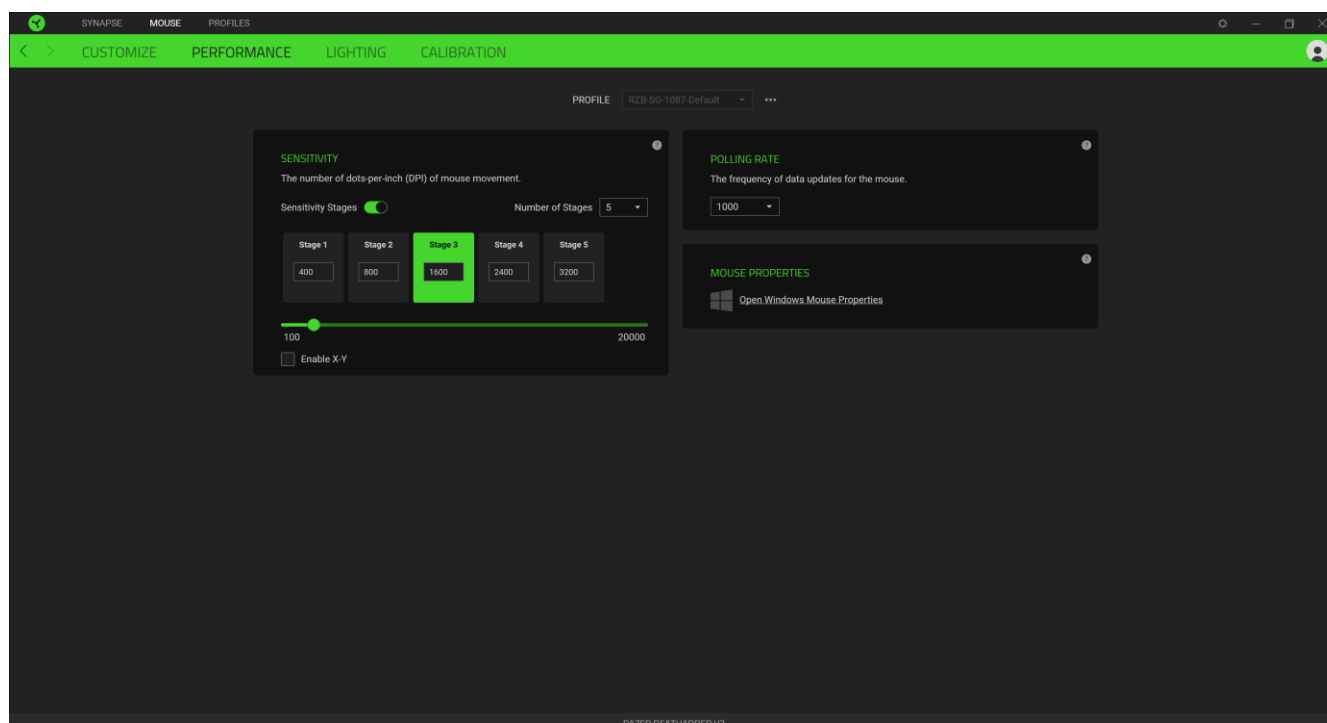 SYNAPSE MOUSE PROFILES
CUSTOMIZE PERFORMANCE LIGHTING CALIBRATION
PROFILE RZB-SG-1087-Default
SENSITIVITY
The number of dots-per-inch (DPI) of mouse movement.
Sensitivity Stages Number of Stages 5
Stage 1 Stage 2 Stage 3 Stage 4 Stage 5
400 800 1600 2400 3200
100 20000
Enable X-Y
POLLING RATE
The frequency of data updates for the mouse.
1000
MOUSE PROPERTIES
Open Windows Mouse Properties